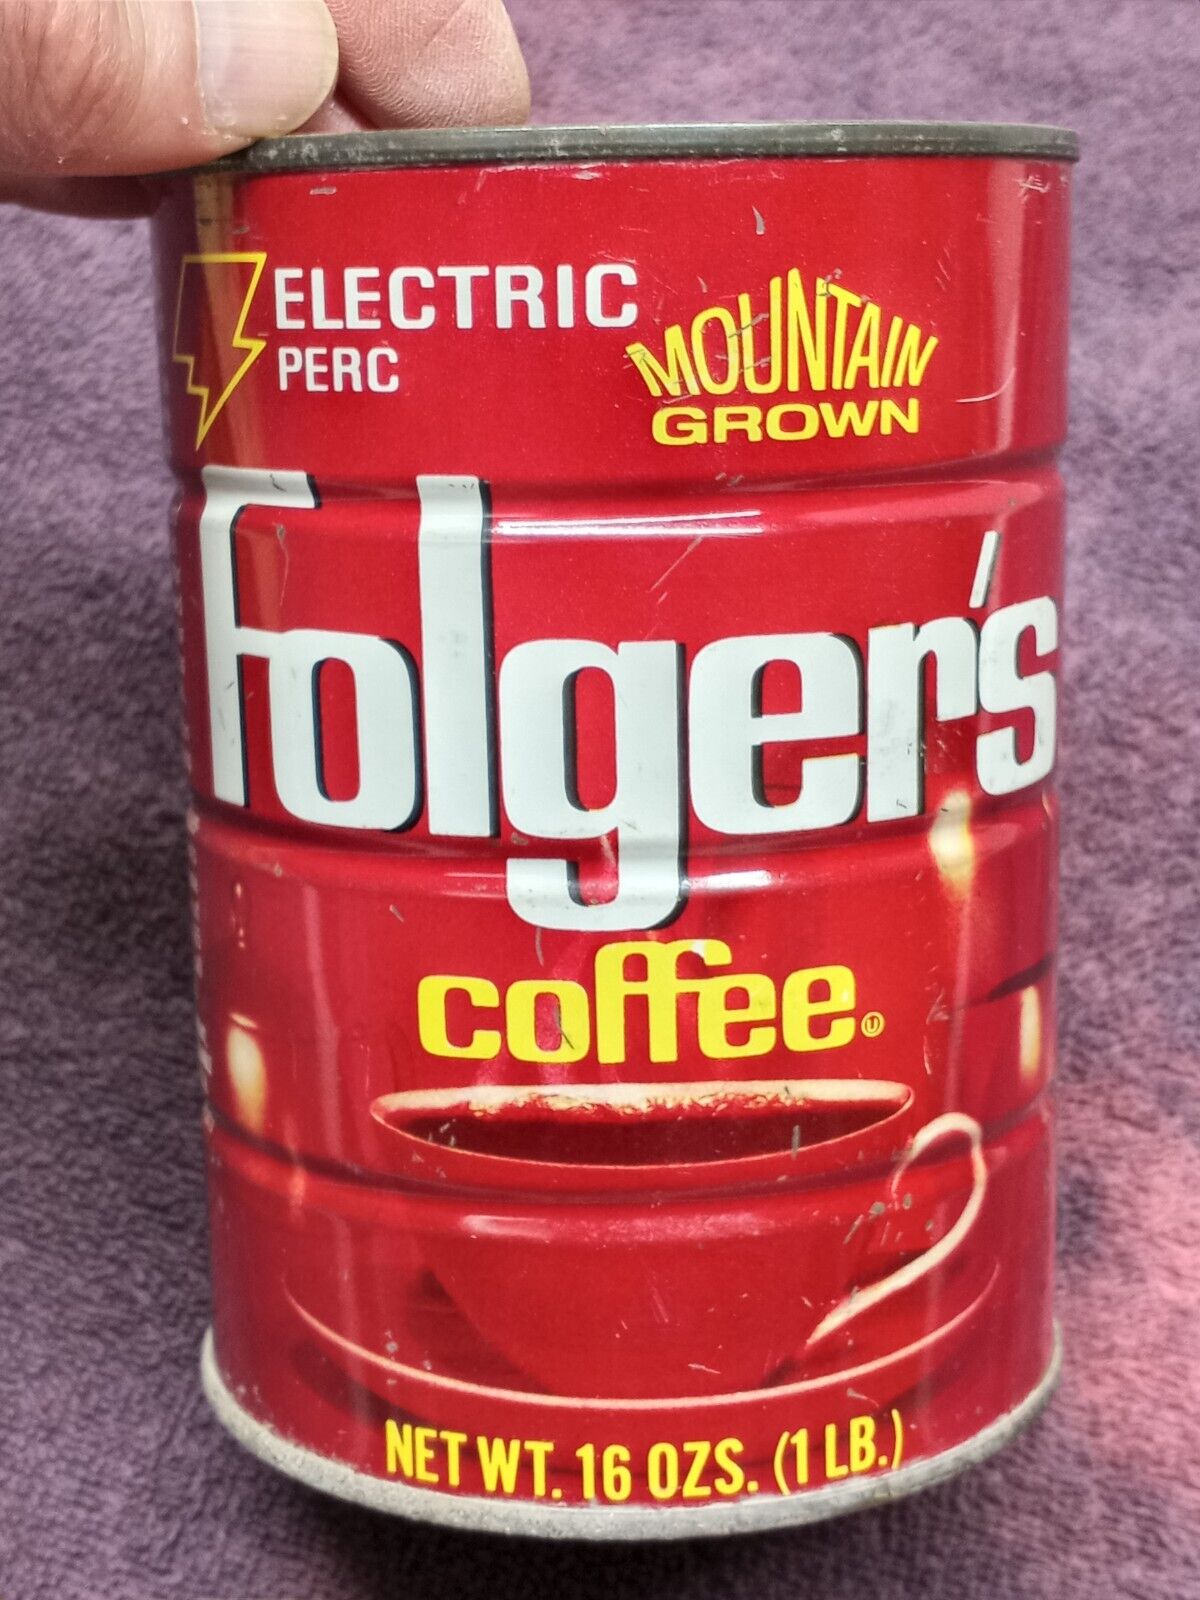 ELECTRIC
PERC
MOUNTAIN
GROWN
Folger's
coffee.Ⓤ
NET WT. 16 OZS. (1 LB.)